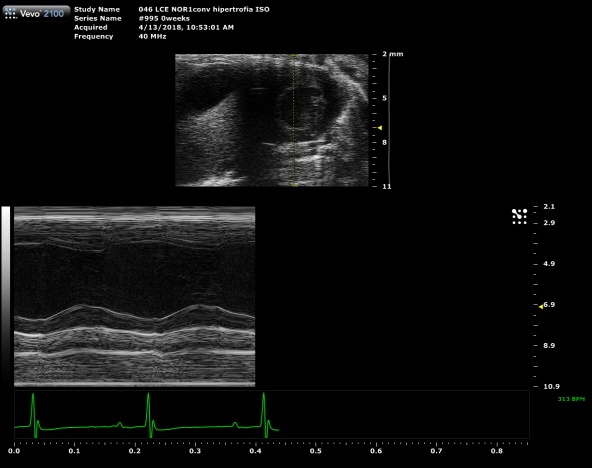 Vevo 2100
Study Name 046 LCE NOR1conv hipertrofia ISO
Series Name #995 0weeks
Acquired 4/13/2018, 10:53:01 AM
Frequency 40 MHz
2 mm
5
8
11
2.1
2.9
4.9
6.9
8.9
10.9
313 BPM
0.0 0.1 0.2 0.3 0.4 0.5 0.6 0.7 0.8